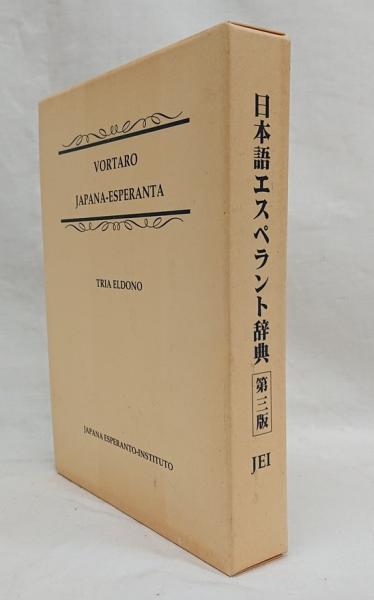 VORTARO
JAPANA-ESPERANTA
TRIA ELDONO
JAPANA ESPERANTO-INSTITUTO
日本語エスペラント辞典
第三版
JEI